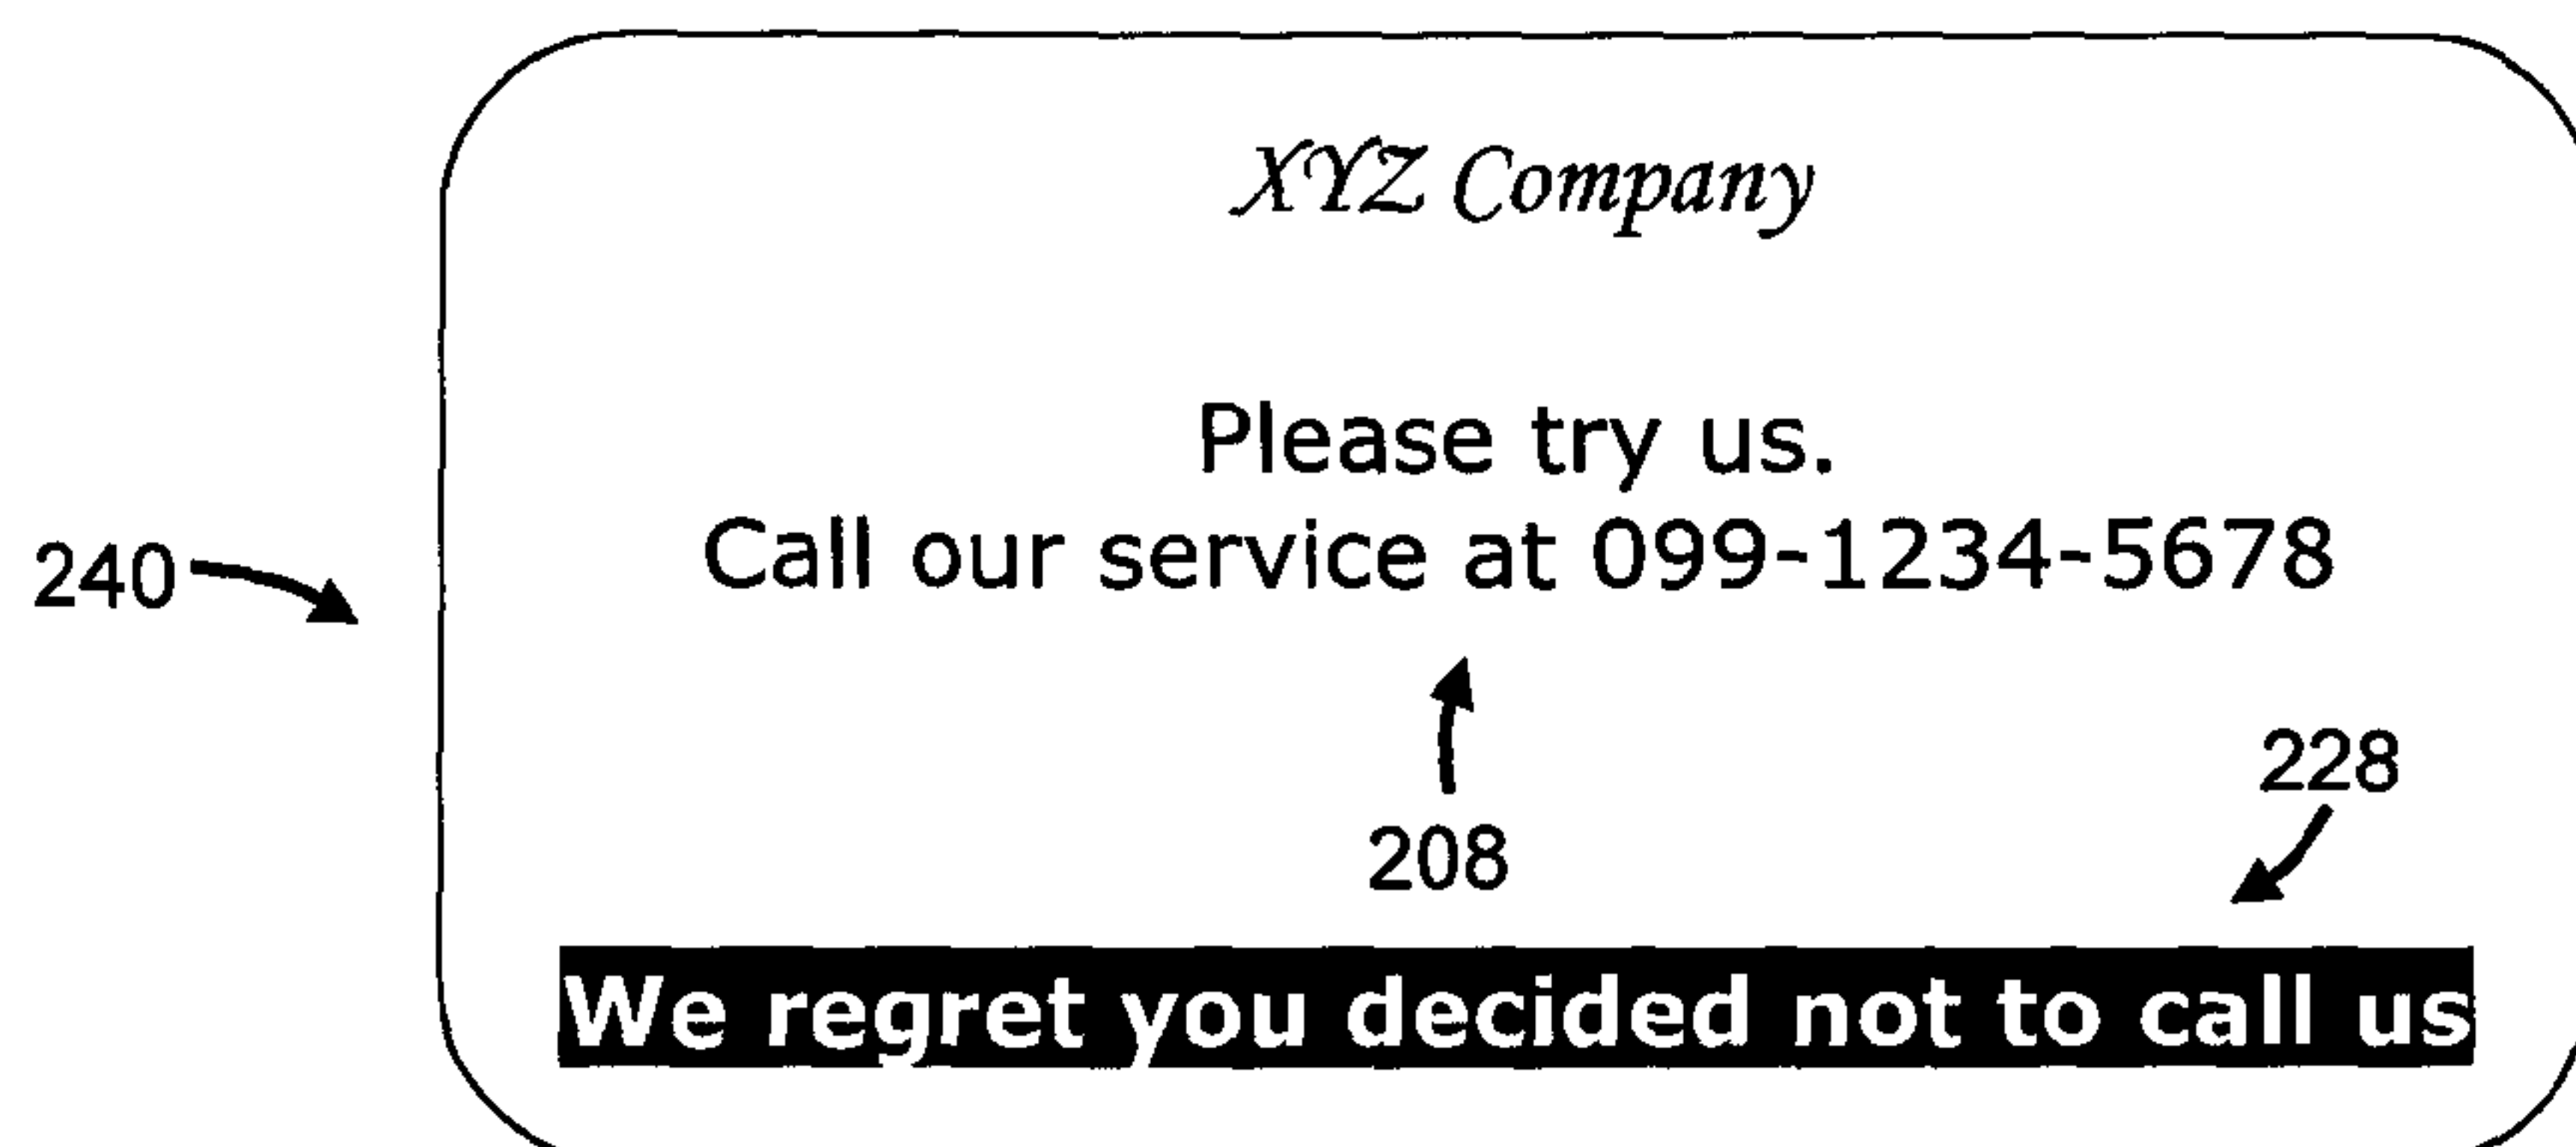 XYZ Company
Please try us.
Call our service at 099-1234-5678
240
228
208
We regret you decided not to call us